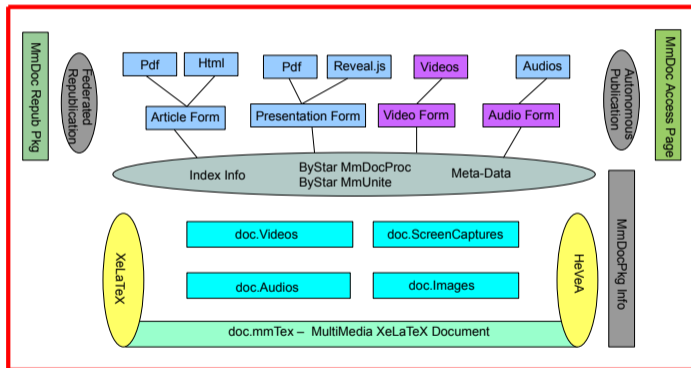 MmDoc Repub Pkg
Federated
Republication
Pdf
Html
Article Form
Pdf
Reveal.js
Presentation Form
Videos
Video Form
Audios
Audio Form
Autonomous
Publication
MmDoc Access Page
Index Info
ByStar MmDocProc
ByStar MmUnite
Meta-Data
XeLaTeX
doc.Videos
doc.ScreenCaptures
doc.Audios
doc.Images
HeVeA
MmDocPkg Info
doc.mmTex – MultiMedia XeLaTeX Document